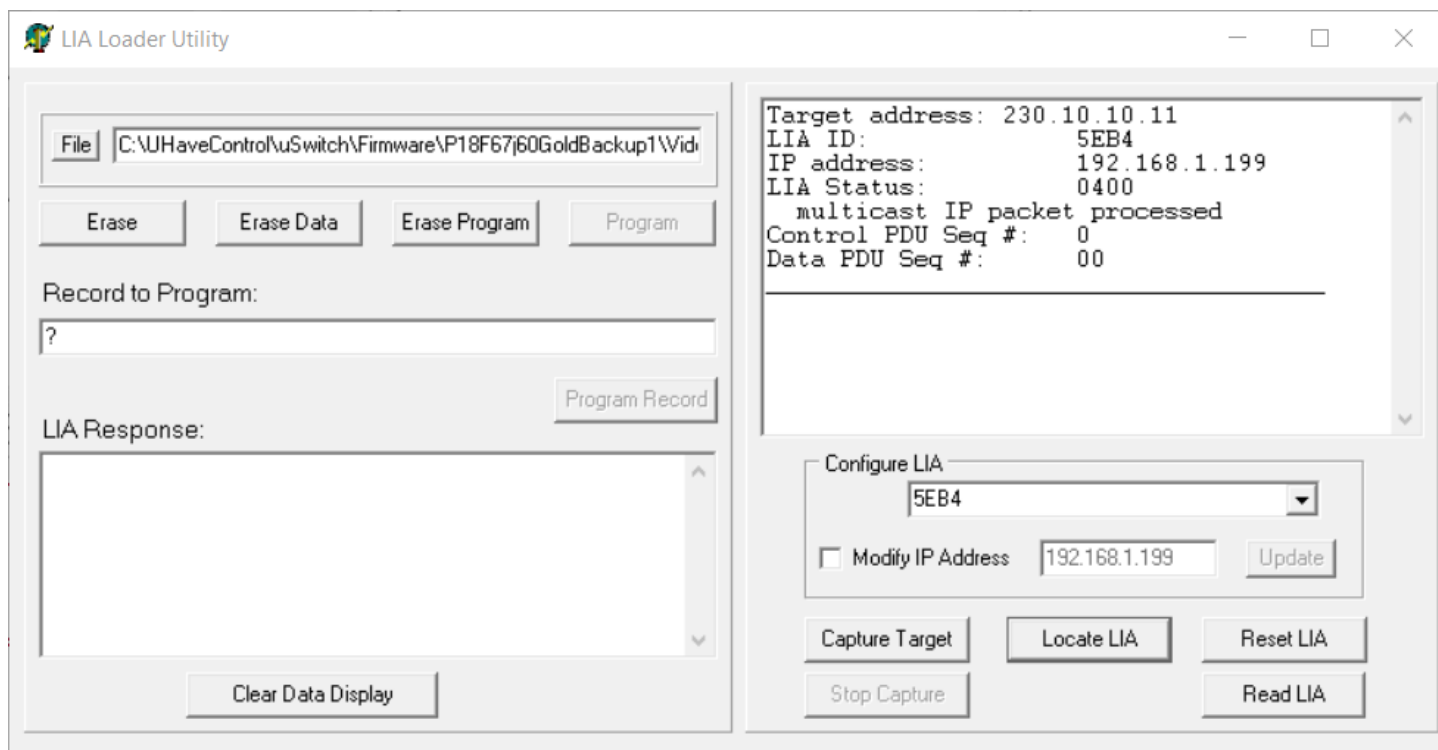 LIA Loader Utility
File C:\UHaveControl\uSwitch\Firmware\P18F67j60GoldBackup1\Vid
Erase Erase Data Erase Program Program
Record to Program:
?
Program Record
LIA Response:
Clear Data Display
Target address: 230.10.10.11
LIA ID: 5EB4
IP address: 192.168.1.199
LIA Status: 0400
multicast IP packet processed
Control PDU Seq #: 0
Data PDU Seq #: 00
Configure LIA
5EB4
Modify IP Address 192.168.1.199 Update
Capture Target Locate LIA Reset LIA
Stop Capture Read LIA